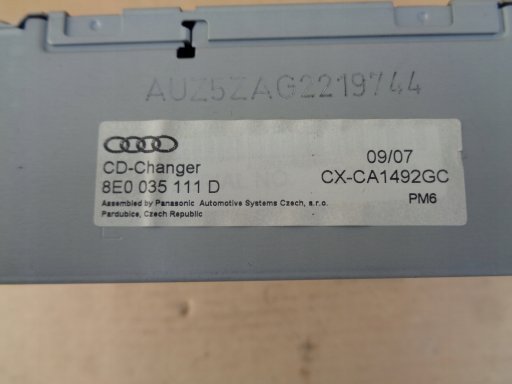 AUZ5ZAG2219744
CD-Changer
09/07
8E0 035 111 D
CX-CA1492GC
Assembled by Panasonic Automotive Systems Czech, s.r.o.
PM6
Pardubice, Czech Republic